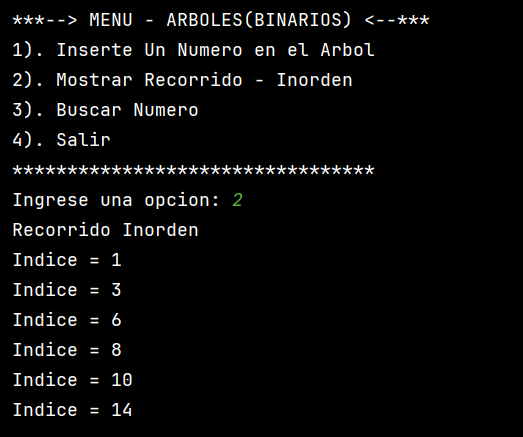 ***--> MENU - ARBOLES(BINARIOS) <--***
1). Inserte Un Numero en el Arbol
2). Mostrar Recorrido - Inorden
3). Buscar Numero
4). Salir
*********************************
Ingrese una opcion: 2
Recorrido Inorden
Indice = 1
Indice = 3
Indice = 6
Indice = 8
Indice = 10
Indice = 14